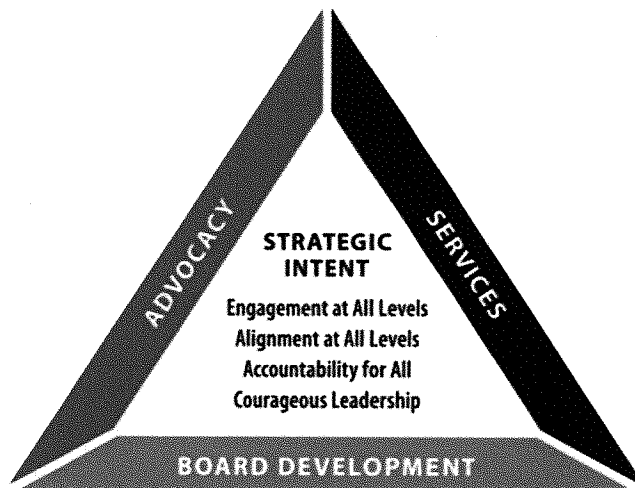 ADVOCACY
SERVICES
STRATEGIC
INTENT
Engagement at All Levels
Alignment at All Levels
Accountability for All
Courageous Leadership
BOARD DEVELOPMENT